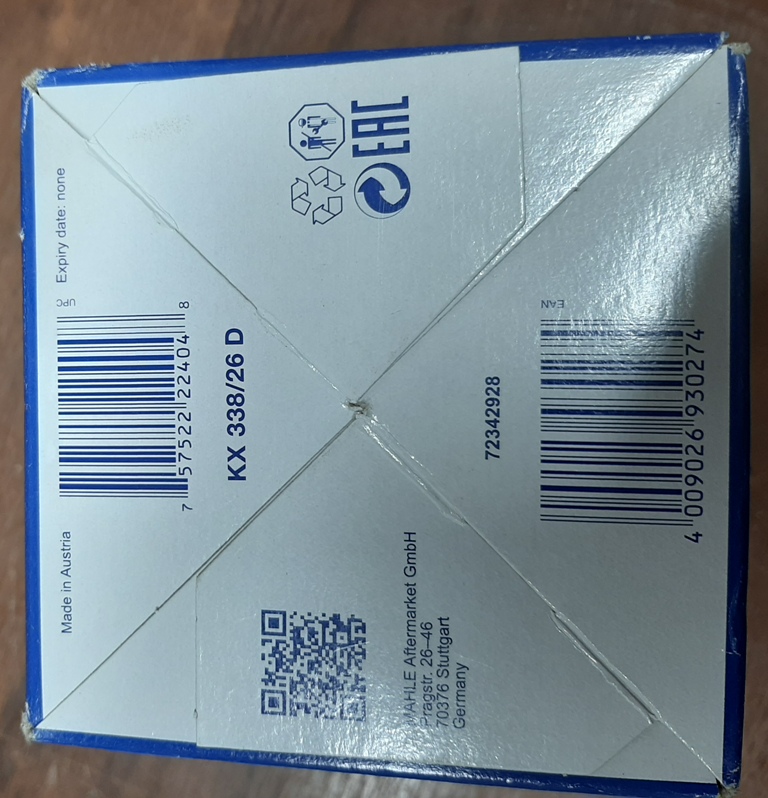 Made in Austria
Expiry date: none
UPC
7 57522 22404 8
KX 338/26 D
EAC
MAHLE Aftermarket GmbH
Pragstr. 26–46
70376 Stuttgart
Germany
72342928
EAN
4 009026 930274